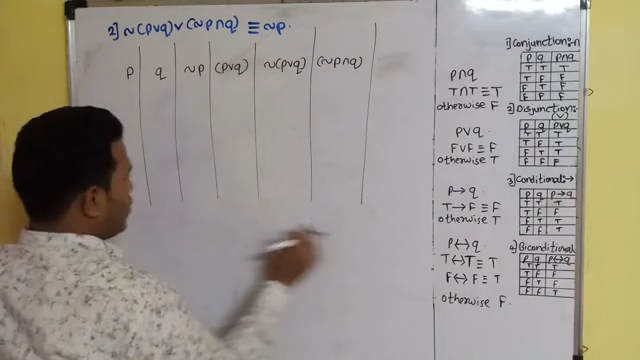 2] ~(p∨q)∨(~p∩q) ≡ ~p.
p q ~p (p∨q) ~(p∨q) (~p∩q)
p∩q
T∩T ≡ T
otherwise F
p∨q
F∨F ≡ F
otherwise T
P→q
T→F ≡ F
otherwise T
P↔q
T↔T ≡ T
F↔F ≡ T
otherwise F.
1] Conjunction:-∩
P q p∩q
T T T
T F F
F T F
F F F
2] Disjunction:-
(∨)
P q p∨q
T T T
T F T
F T T
F F F
3] Conditional:→
P q P→q
T T T
T F F
F T T
F F T
4] Biconditional
P q P↔q
T T T
T F F
F T F
F F T